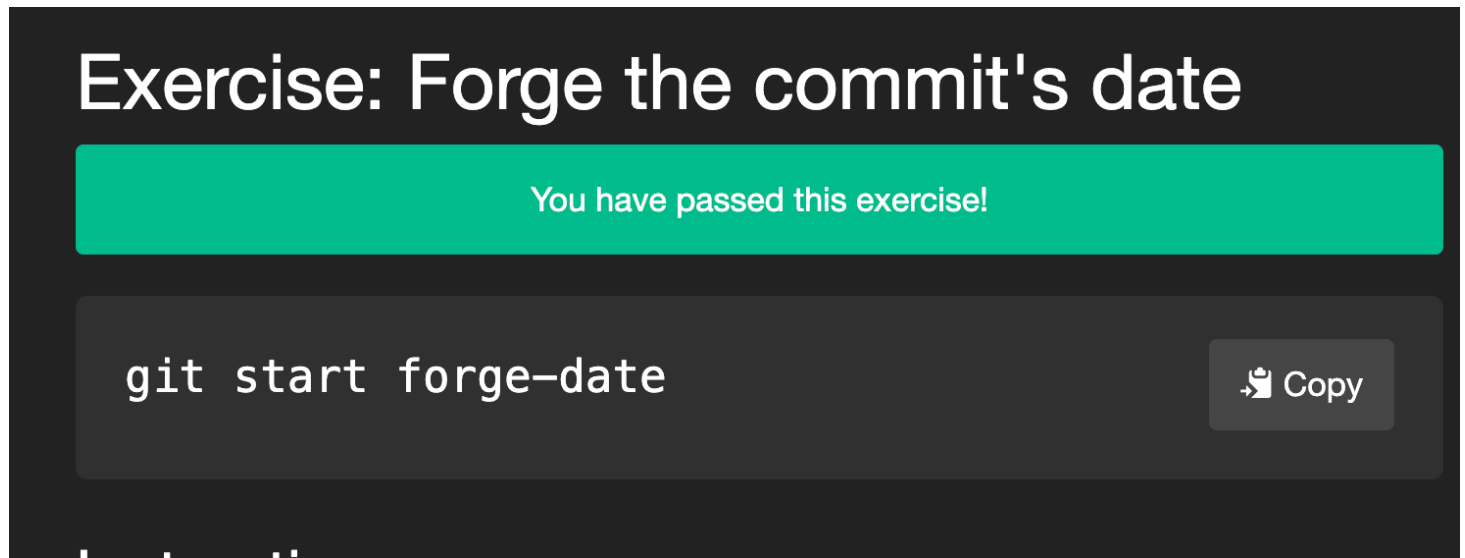 Exercise: Forge the commit's date
You have passed this exercise!
git start forge-date
Copy